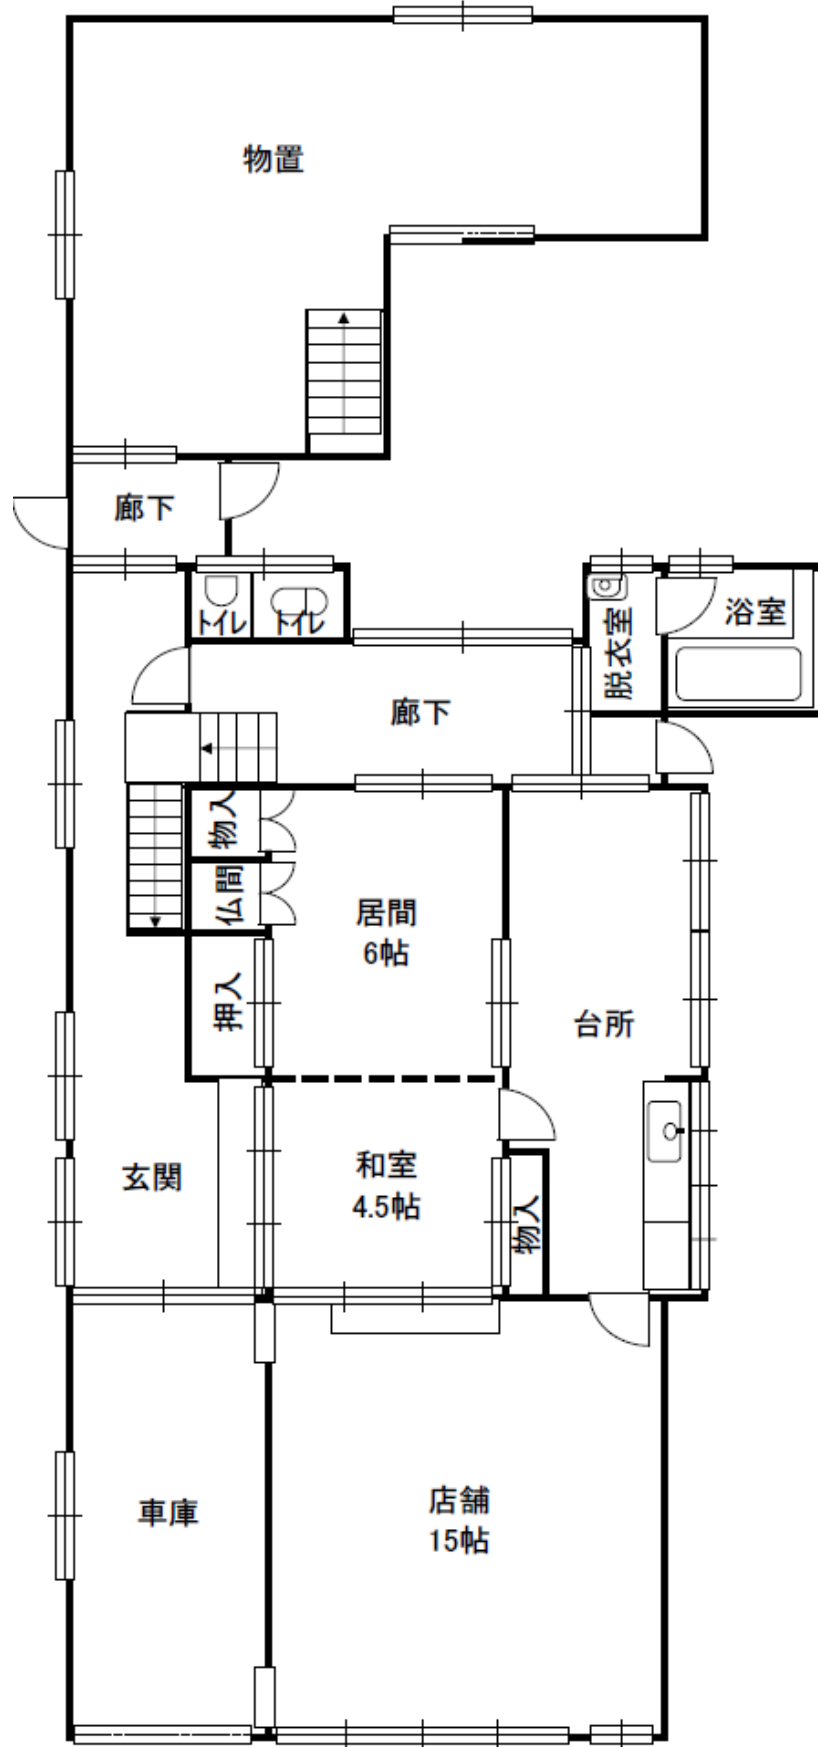 物置
廊下
トイレ
トイレ
脱衣室
浴室
廊下
物入
仏間
居間
6帖
押入
台所
和室
4.5帖
玄関
物入
店舗
15帖
車庫